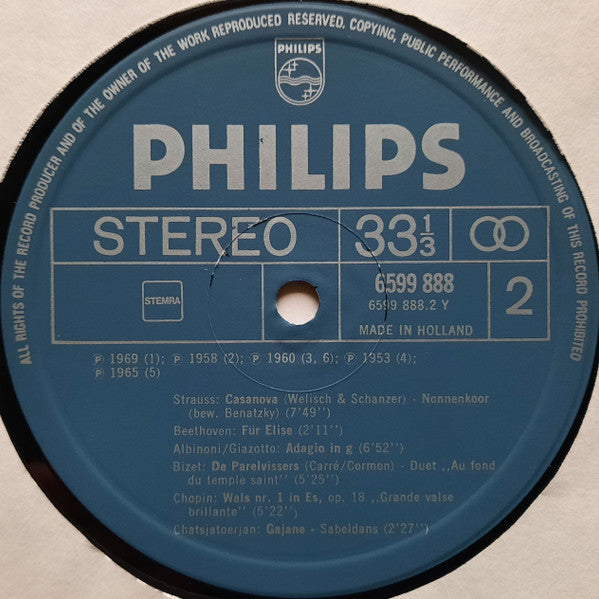 ALL RIGHTS OF THE RECORD PRODUCER AND OF THE OWNER OF THE WORK REPRODUCED RESERVED. COPYING, PUBLIC PERFORMANCE AND BROADCASTING OF THIS RECORD PROHIBITED
PHILIPS
PHILIPS
STEREO 33 1/3
STEMRA
6599 888
6599 888.2 Y
2
MADE IN HOLLAND
Ⓟ 1969 (1); Ⓟ 1958 (2); Ⓟ 1960 (3, 6); Ⓟ 1953 (4);
Ⓟ 1965 (5)
Strauss: Casanova (Wellisch & Schanzer) - Nonnenkoor
(bew. Benatzky) (7'49'')
Beethoven: Für Elise (2'11'')
Albinoni/Giazotto: Adagio in g (6'52'')
Bizet: De Parelvissers (Carré/Cormon) - Duet ,,Au fond
du temple saint'' (5'25'')
Chopin: Wals nr. 1 in Es, op. 18 ,,Grande valse
brillante'' (5'22'')
Chatsjatoerjan: Gajane - Sabeldans (2'27'')